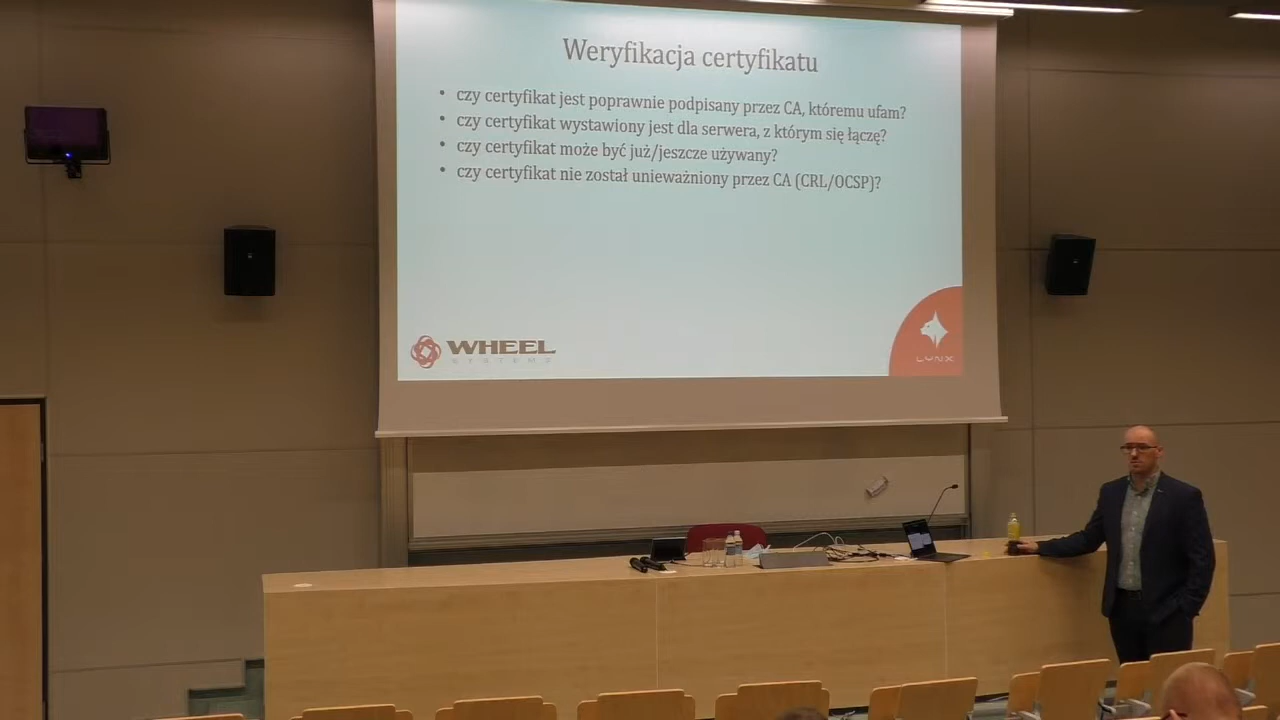 Weryfikacja certyfikatu
• czy certyfikat jest poprawnie podpisany przez CA, któremu ufam?
• czy certyfikat wystawiony jest dla serwera, z którym się łączę?
• czy certyfikat może być już/jeszcze używany?
• czy certyfikat nie został unieważniony przez CA (CRL/OCSP)?
WHEEL
SYSTEMS
LYNX